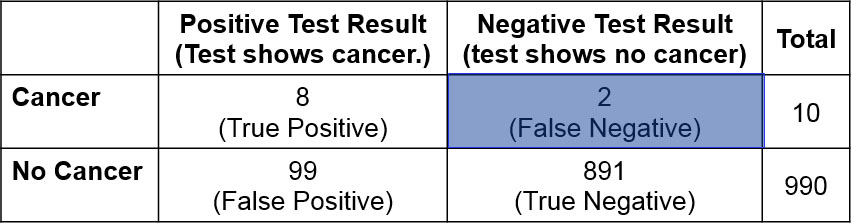 Positive Test Result
(Test shows cancer.)
Negative Test Result
(test shows no cancer)
Total
Cancer
8
(True Positive)
2
(False Negative)
10
No Cancer
99
(False Positive)
891
(True Negative)
990